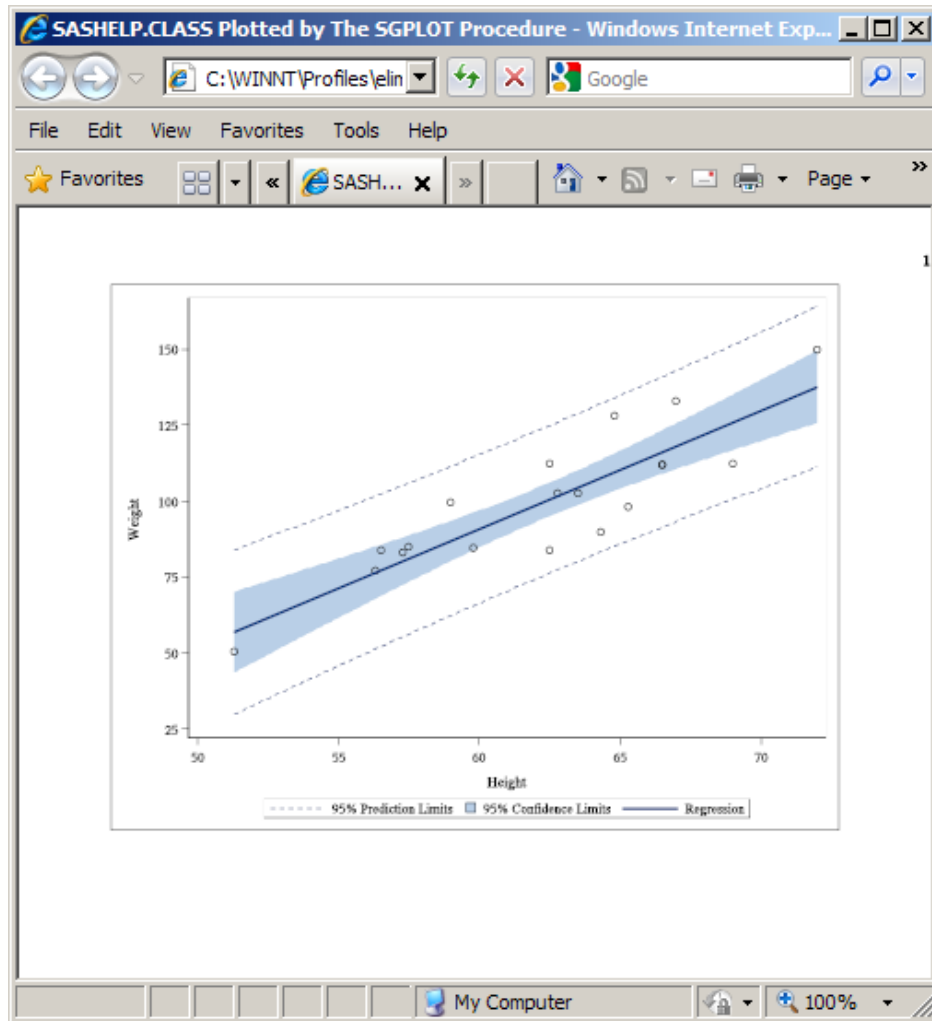 SASHELP.CLASS Plotted by The SGPLOT Procedure - Windows Internet Exp...
C:\WINNT\Profiles\elin
Google
File Edit View Favorites Tools Help
Favorites « SASH... » Page »
1
150
125
100
75
50
25
Weight
50 55 60 65 70
Height
95% Prediction Limits 95% Confidence Limits Regression
My Computer 100%